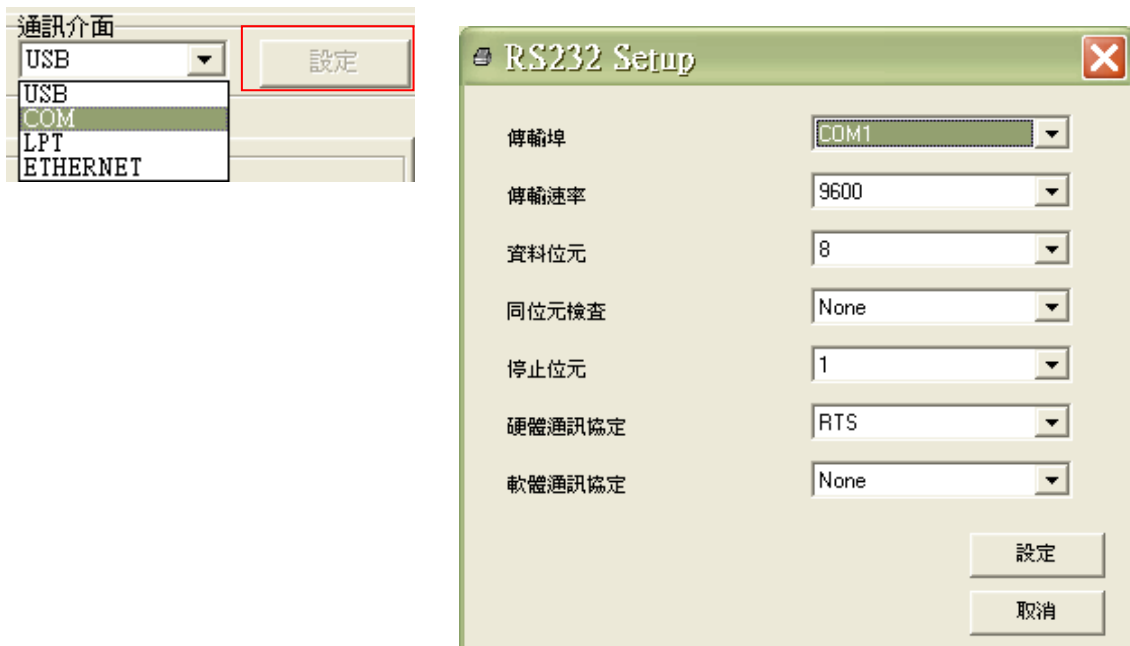 通訊介面
USB
設定
USB
COM
LPT
ETHERNET
RS232 Setup
傳輸埠 COM1
傳輸速率 9600
資料位元 8
同位元檢查 None
停止位元 1
硬體通訊協定 RTS
軟體通訊協定 None
設定
取消